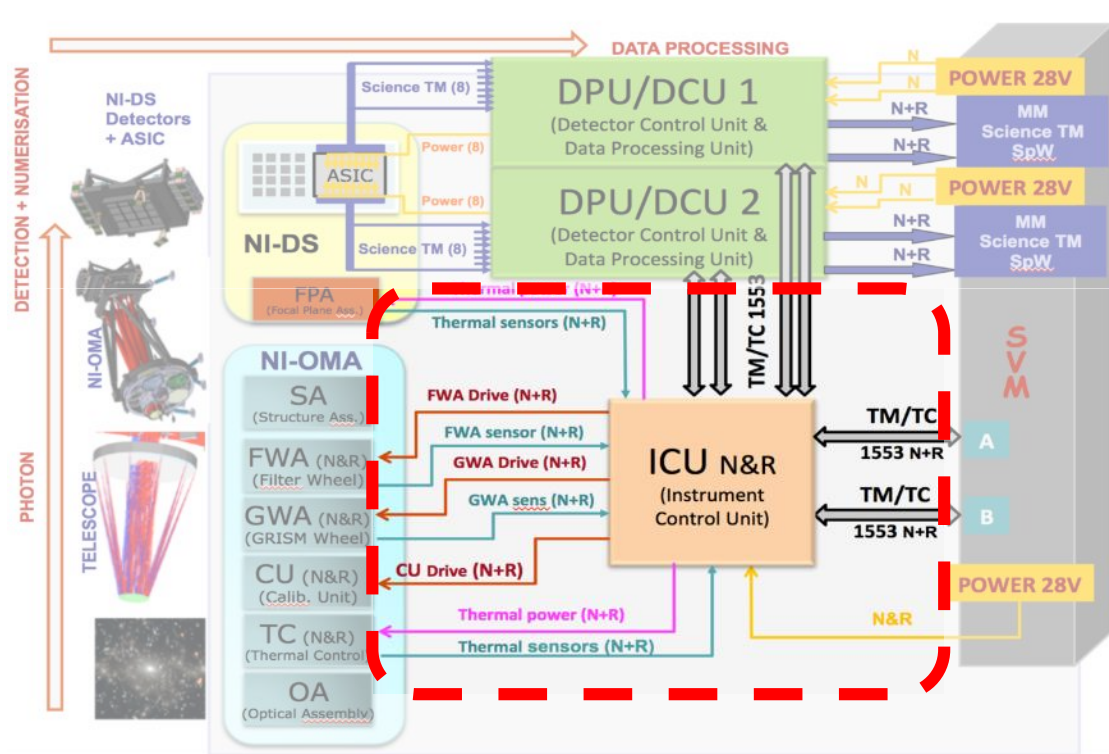 DATA PROCESSING
NI-DS
Detectors
+ ASIC
DETECTION + NUMERISATION
PHOTON
NI-OMA
TELESCOPE
Science TM (8)
Power (8)
ASIC
Power (8)
NI-DS
Science TM (8)
FPA
(Focal Plane Ass.)
DPU/DCU 1
(Detector Control Unit &
Data Processing Unit)
DPU/DCU 2
(Detector Control Unit &
Data Processing Unit)
N
N
N+R
N+R
N
N
N+R
N+R
POWER 28V
MM
Science TM
SpW
POWER 28V
MM
Science TM
SpW
SVM
Thermal power (N+R)
Thermal sensors (N+R)
TM/TC 1553
NI-OMA
SA
(Structure Ass.)
FWA (N&R)
(Filter Wheel)
GWA (N&R)
(GRISM Wheel)
CU (N&R)
(Calib. Unit)
TC (N&R)
(Thermal Control)
OA
(Optical Assembly)
FWA Drive (N+R)
FWA sensor (N+R)
GWA Drive (N+R)
GWA sens (N+R)
CU Drive (N+R)
Thermal power (N+R)
Thermal sensors (N+R)
ICU N&R
(Instrument
Control Unit)
TM/TC
1553 N+R
A
TM/TC
1553 N+R
B
POWER 28V
N&R